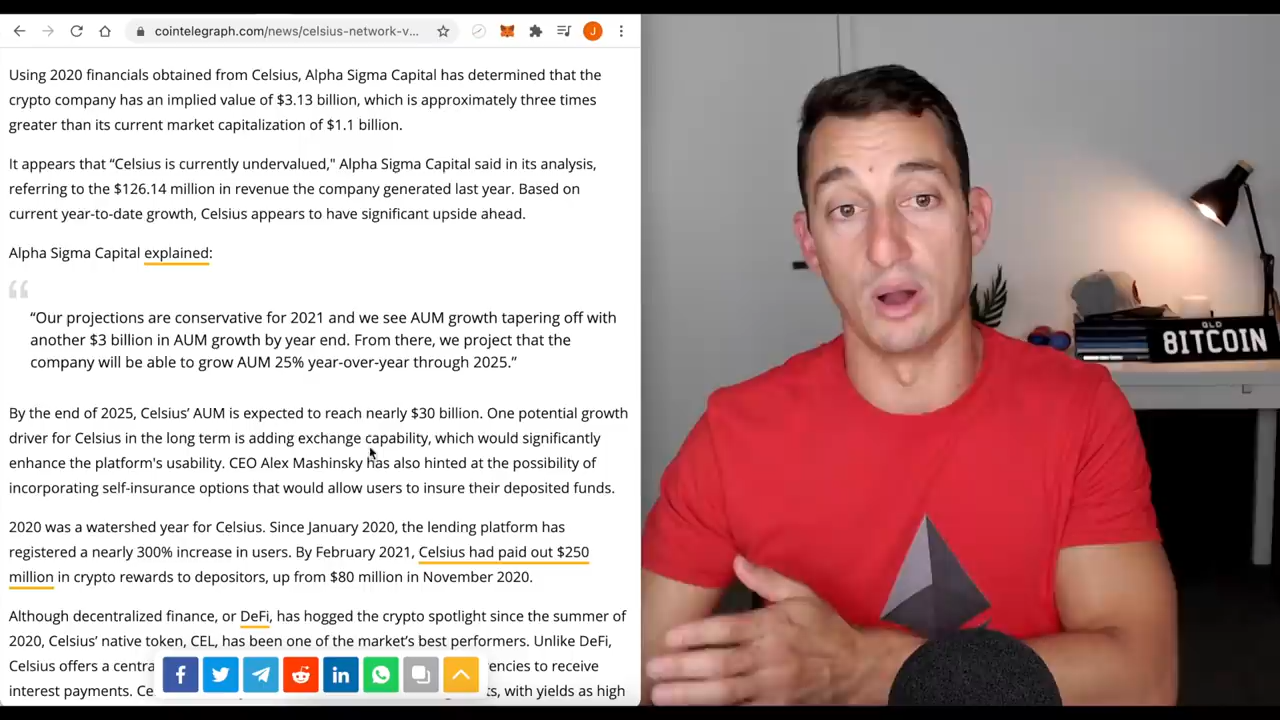 cointelegraph.com/news/celsius-network-v...
J
Using 2020 financials obtained from Celsius, Alpha Sigma Capital has determined that the
crypto company has an implied value of $3.13 billion, which is approximately three times
greater than its current market capitalization of $1.1 billion.
It appears that “Celsius is currently undervalued," Alpha Sigma Capital said in its analysis,
referring to the $126.14 million in revenue the company generated last year. Based on
current year-to-date growth, Celsius appears to have significant upside ahead.
Alpha Sigma Capital explained:
“Our projections are conservative for 2021 and we see AUM growth tapering off with
another $3 billion in AUM growth by year end. From there, we project that the
company will be able to grow AUM 25% year-over-year through 2025.”
By the end of 2025, Celsius’ AUM is expected to reach nearly $30 billion. One potential growth
driver for Celsius in the long term is adding exchange capability, which would significantly
enhance the platform's usability. CEO Alex Mashinsky has also hinted at the possibility of
incorporating self-insurance options that would allow users to insure their deposited funds.
2020 was a watershed year for Celsius. Since January 2020, the lending platform has
registered a nearly 300% increase in users. By February 2021, Celsius had paid out $250
million in crypto rewards to depositors, up from $80 million in November 2020.
Although decentralized finance, or DeFi, has hogged the crypto spotlight since the summer of
2020, Celsius’ native token, CEL, has been one of the market’s best performers. Unlike DeFi,
Celsius offers a centra encies to receive
interest payments. Ce ts, with yields as high
QLD
BITCOIN